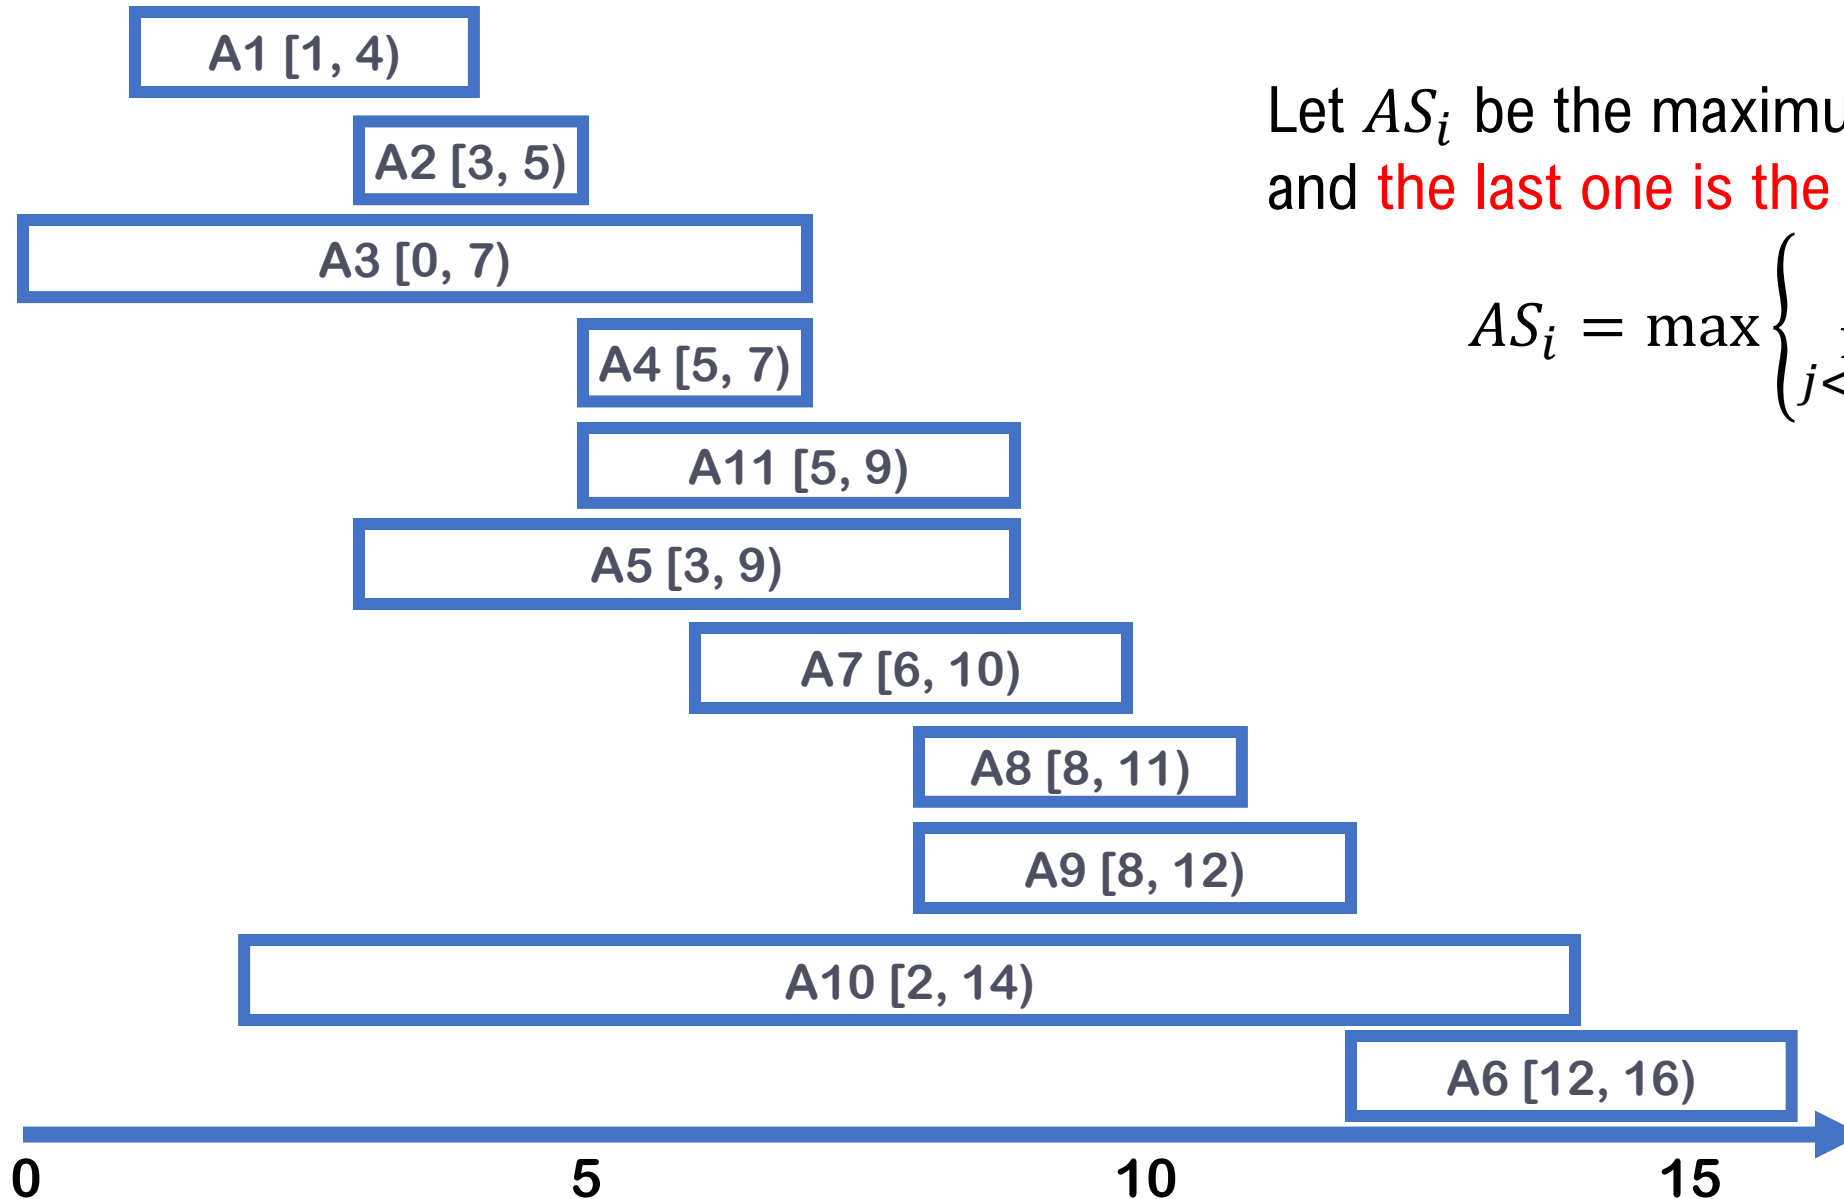 A1 [1, 4)
A2 [3, 5)
A3 [0, 7)
A4 [5, 7)
A11 [5, 9)
A5 [3, 9)
A7 [6, 10)
A8 [8, 11)
A9 [8, 12)
A10 [2, 14)
A6 [12, 16)
0 5 10 15
Let AS_i be the
and the last one is the
AS_i = max { j<